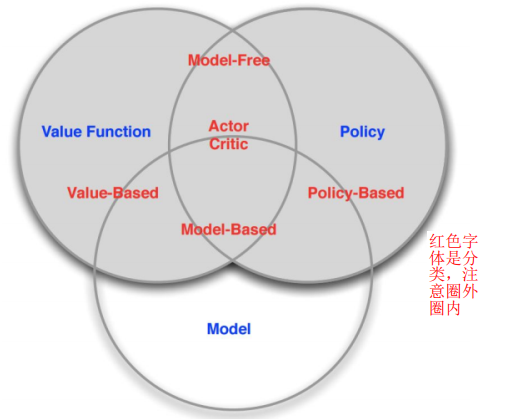 Model-Free
Value Function
Actor
Critic
Policy
Value-Based
Policy-Based
Model-Based
Model
红色字
体是分
类，注
意圈外
圈内